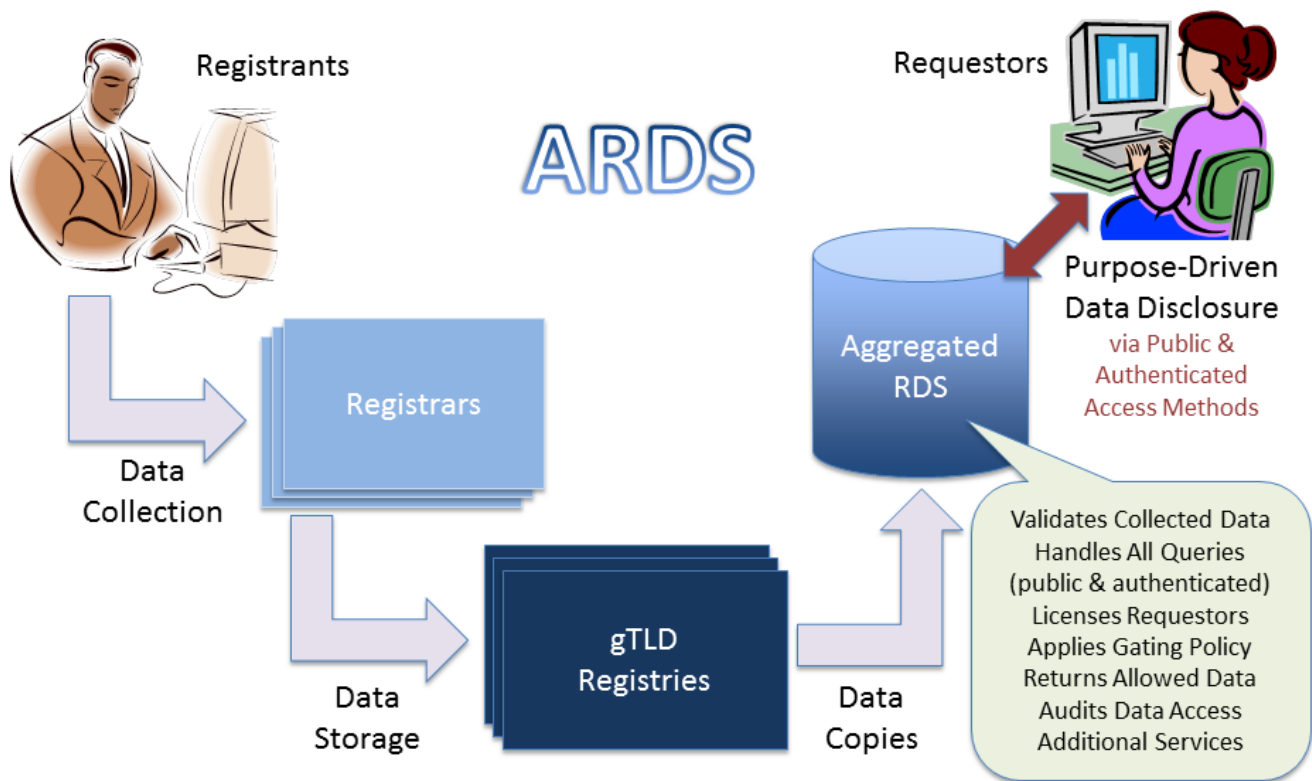 Registrants
Requestors
ARDS
Purpose-Driven
Data Disclosure
via Public &
Authenticated
Access Methods
Aggregated
RDS
Registrars
Data
Collection
gTLD
Registries
Data
Storage
Data
Copies
Validates Collected Data
Handles All Queries
(public & authenticated)
Licenses Requestors
Applies Gating Policy
Returns Allowed Data
Audits Data Access
Additional Services